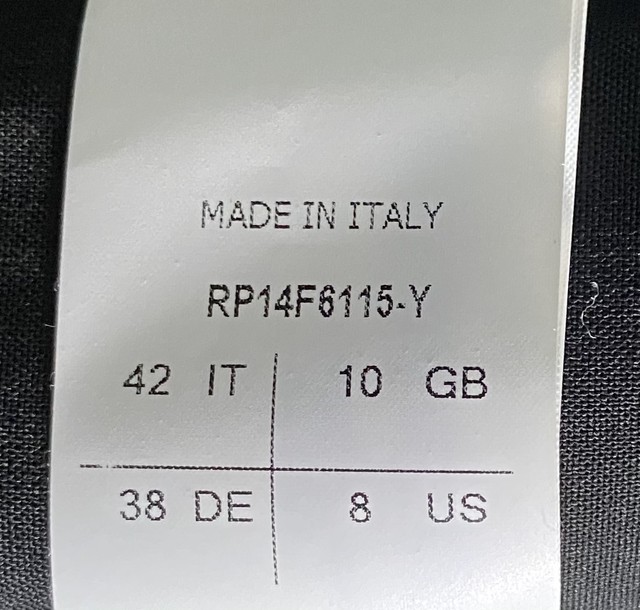 MADE IN ITALY
RP14F6115-Y
42 IT 10 GB
38 DE 8 US